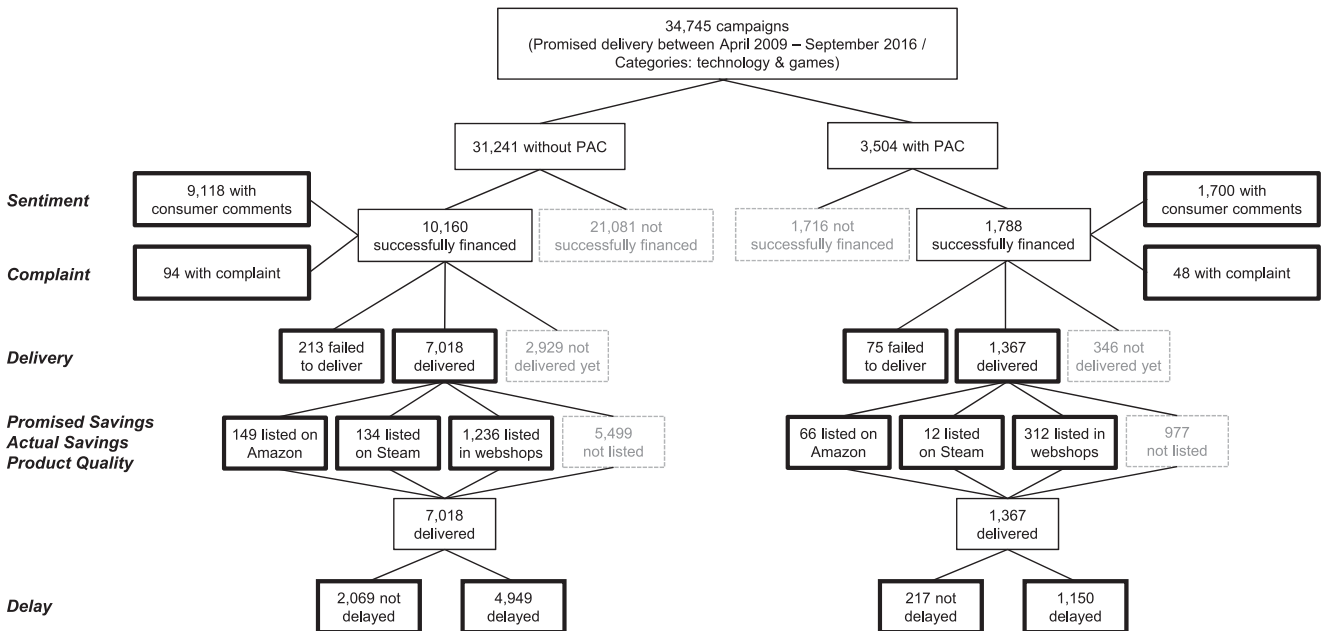 34,745 campaigns
(Promised delivery between April 2009 – September 2016 /
Categories: technology & games)
31,241 without PAC
3,504 with PAC
Sentiment
9,118 with
consumer comments
1,700 with
consumer comments
10,160
successfully financed
21,081 not
successfully financed
1,716 not
successfully financed
1,788
successfully financed
Complaint
94 with complaint
48 with complaint
Delivery
213 failed
to deliver
7,018
delivered
2,929 not
delivered yet
75 failed
to deliver
1,367
delivered
346 not
delivered yet
Promised Savings
Actual Savings
Product Quality
149 listed on
Amazon
134 listed
on Steam
1,236 listed
in webshops
5,499
not listed
66 listed on
Amazon
12 listed
on Steam
312 listed in
webshops
977
not listed
7,018
delivered
1,367
delivered
Delay
2,069 not
delayed
4,949
delayed
217 not
delayed
1,150
delayed